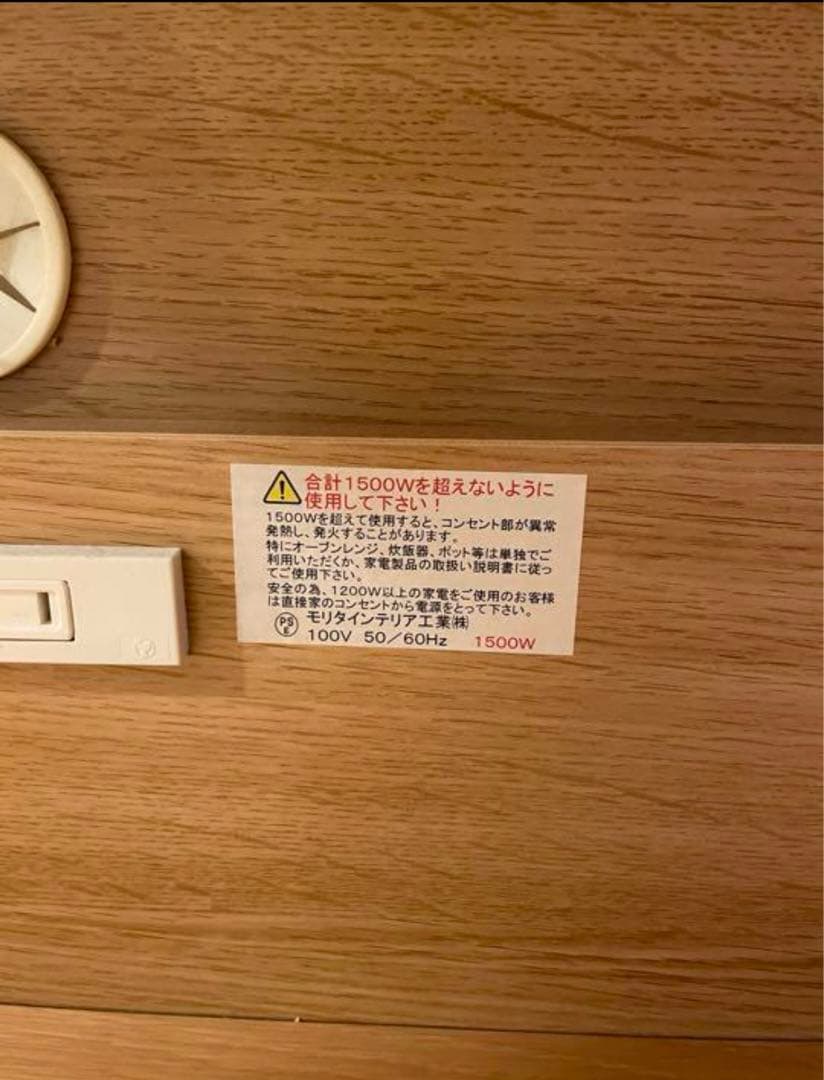 合計1500Wを超えないように
使用して下さい！
1500Wを超えて使用すると、コンセント部が異常
発熱し、発火することがあります。
特にオーブンレンジ、炊飯器、ポット等は単独でご
利用いただくか、家電製品の取扱い説明書に従っ
てご使用下さい。
安全の為、1200W以上の家電をご使用のお客様
は直接家のコンセントから電源をとって下さい。
PSE モリタインテリア工業㈱
100V 50／60Hz 1500W